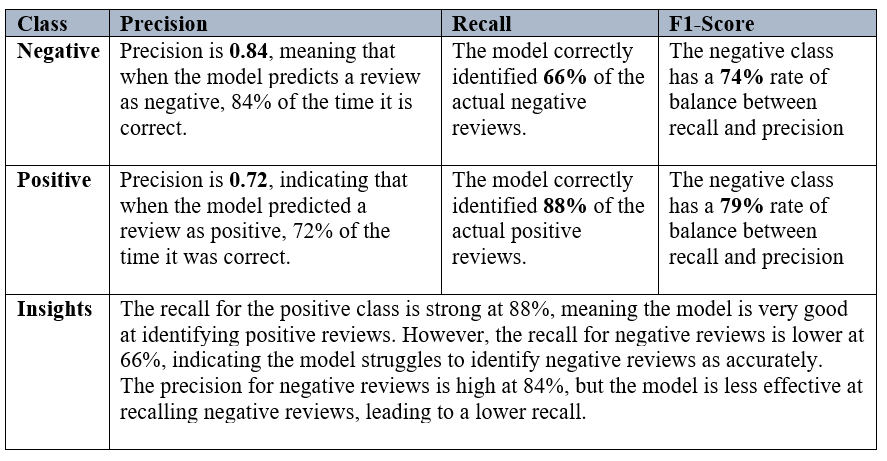 Class Precision Recall F1-Score
Negative
Precision is 0.84, meaning that
when the model predicts a review
as negative, 84% of the time it is
correct.
The model correctly
identified 66% of the
actual negative
reviews.
The negative class
has a 74% rate of
balance between
recall and precision
Positive
Precision is 0.72, indicating that
when the model predicted a
review as positive, 72% of the
time it was correct.
The model correctly
identified 88% of the
actual positive
reviews.
The negative class
has a 79% rate of
balance between
recall and precision
Insights
The recall for the positive class is strong at 88%, meaning the model is very good
at identifying positive reviews. However, the recall for negative reviews is lower at
66%, indicating the model struggles to identify negative reviews as accurately.
The precision for negative reviews is high at 84%, but the model is less effective at
recalling negative reviews, leading to a lower recall.